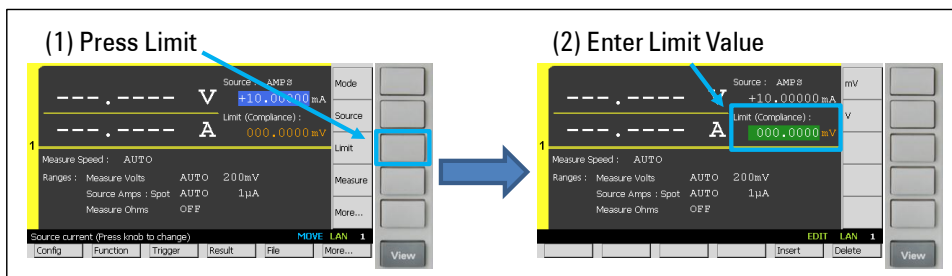 (1) Press Limit
(2) Enter Limit Value
Source : AMPS
Mode
---.---- V
+10.00000 mA
Source
Limit (Compliance) :
---.---- A
000.0000 mV
Limit
1
Measure Speed : AUTO
Ranges : Measure Volts AUTO 200mV
Measure
Source Amps : Spot AUTO 1µA
Measure Ohms OFF
More...
Source current (Press knob to change) MOVE LAN 1
Config Function Trigger Result File More...
View
Source : AMPS
mV
---.---- V
+10.00000 mA
V
Limit (Compliance) :
---.---- A
000.0000 mV
1
Measure Speed : AUTO
Ranges : Measure Volts AUTO 200mV
Source Amps : Spot AUTO 1µA
Measure Ohms OFF
EDIT LAN 1
Insert Delete
View